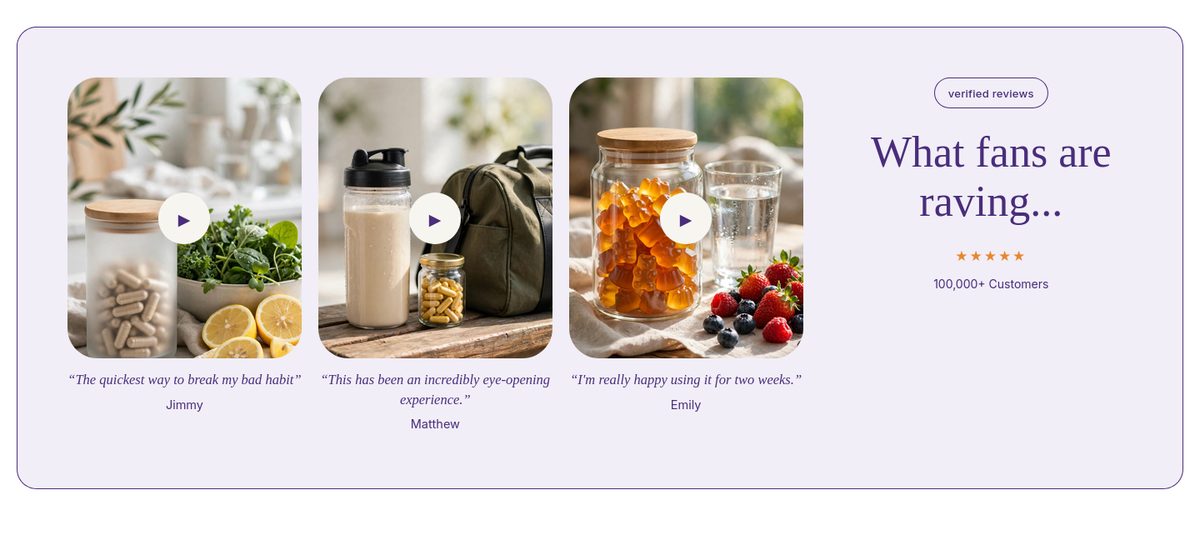 “The quickest way to break my bad habit”
Jimmy
“This has been an incredibly eye-opening
experience.”
Matthew
“I'm really happy using it for two weeks.”
Emily
verified reviews
What fans are
raving...
★★★★★
100,000+ Customers